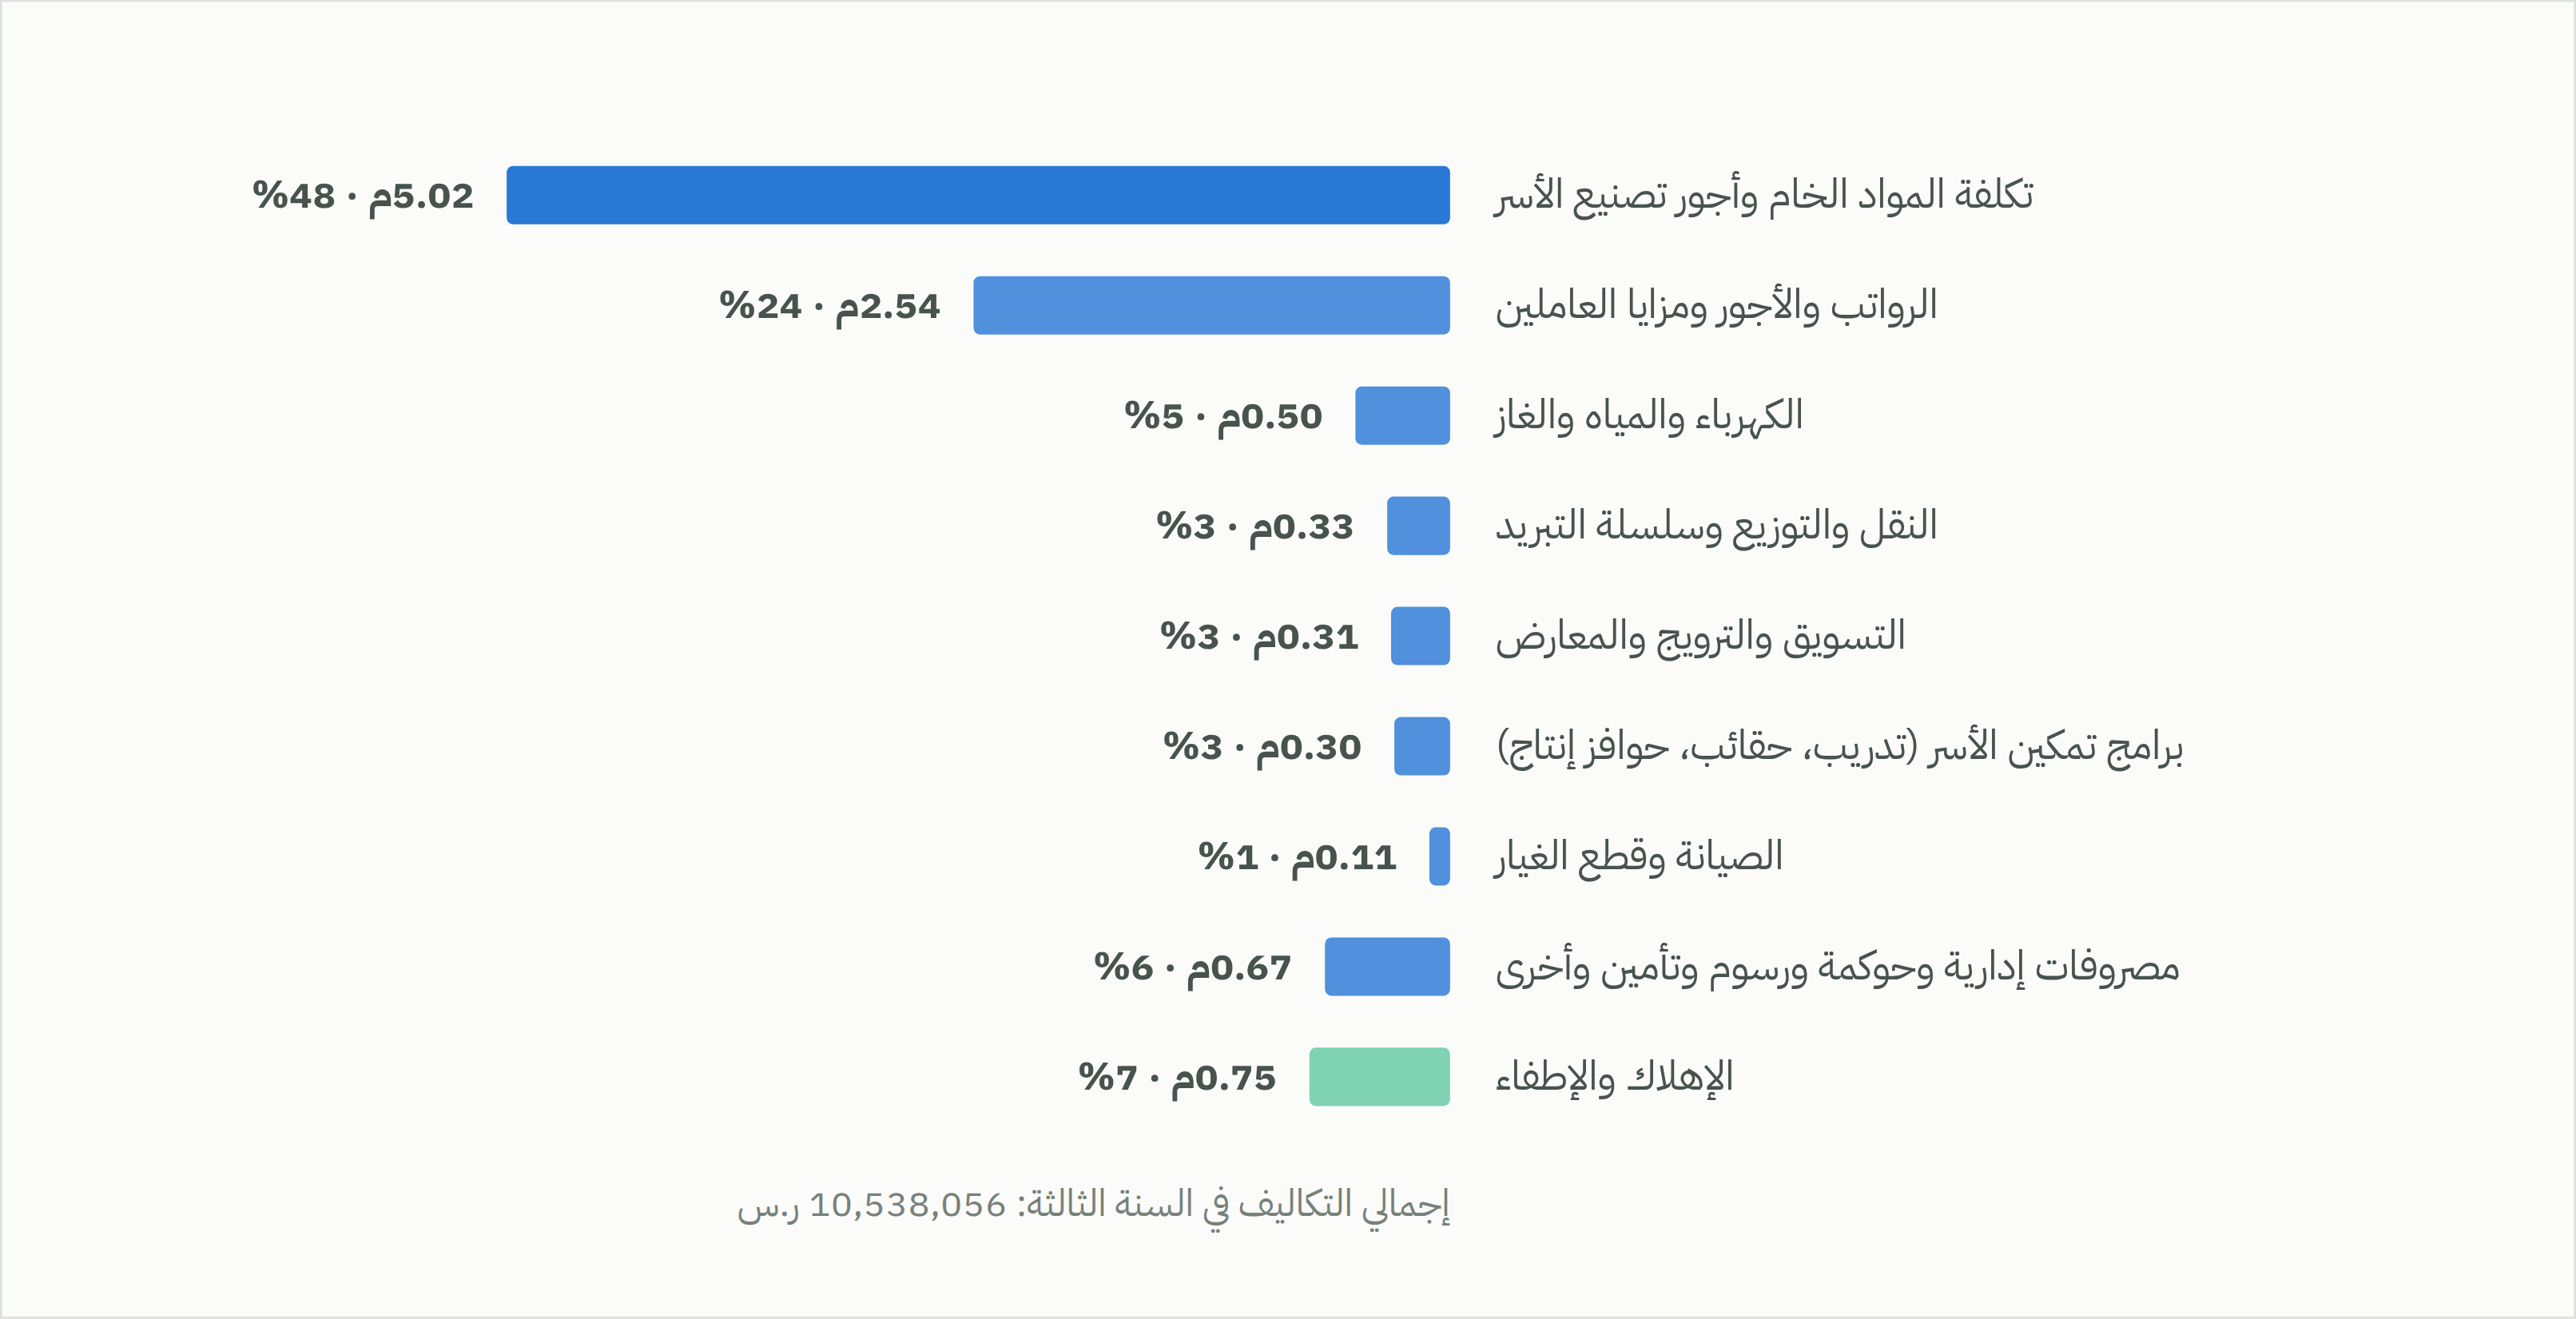 تكلفة المواد الخام وأجور تصنيع الأسر 5.02م · 48%
الرواتب والأجور ومزايا العاملين 2.54م · 24%
الكهرباء والمياه والغاز 0.50م · 5%
النقل والتوزيع وسلسلة التبريد 0.33م · 3%
التسويق والترويج والمعارض 0.31م · 3%
برامج تمكين الأسر (تدريب، حقائب، حوافز إنتاج) 0.30م · 3%
الصيانة وقطع الغيار 0.11م · 1%
مصروفات إدارية وحوكمة ورسوم وتأمين وأخرى 0.67م · 6%
الإهلاك والإطفاء 0.75م · 7%
إجمالي التكاليف في السنة الثالثة: 10,538,056 ر.س